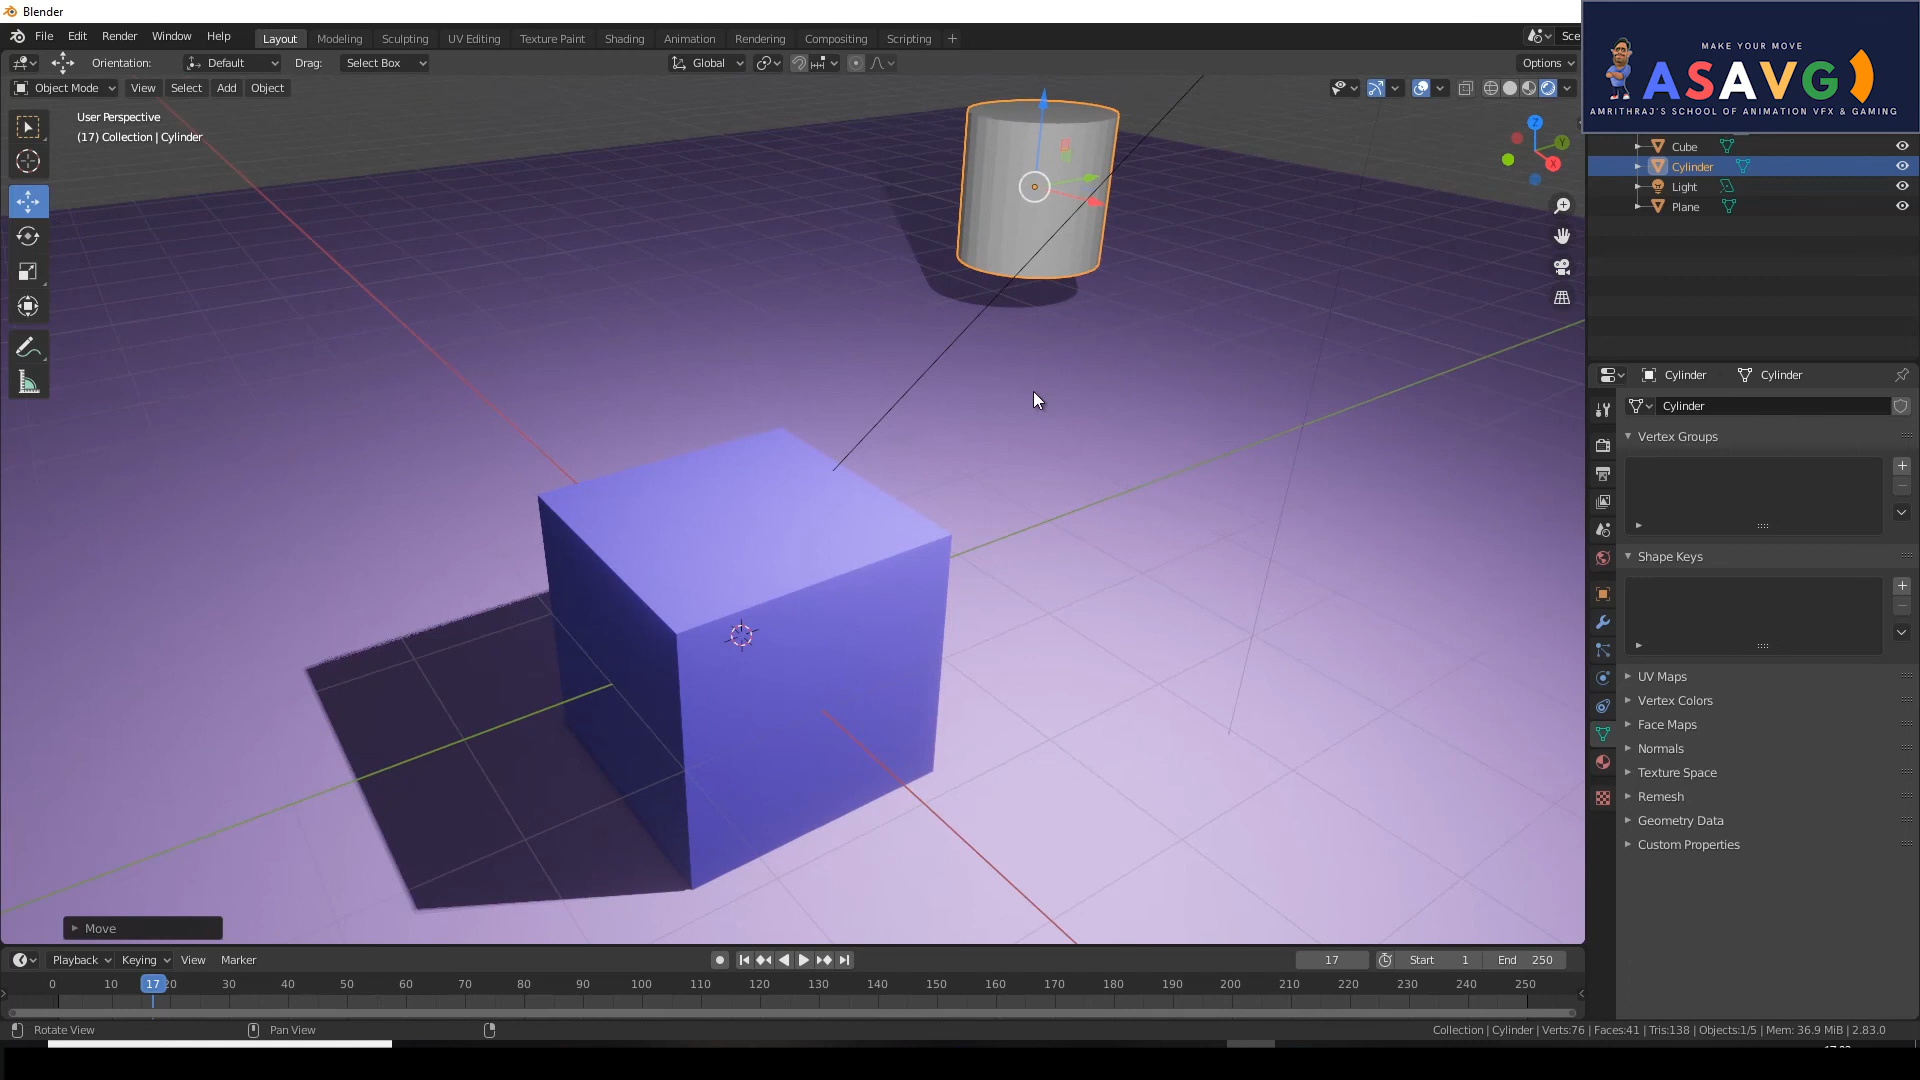 Blender
MAKE YOUR MOVE
ASAVG
AMRITHRAJ'S SCHOOL OF ANIMATION VFX & GAMING
File Edit Render Window Help
Layout Modeling Sculpting UV Editing Texture Paint Shading Animation Rendering Compositing Scripting +
Sce
Orientation: Default Drag: Select Box Global Options
Object Mode View Select Add Object
User Perspective
(17) Collection | Cylinder
Z
Y
X
Cube
Cylinder
Light
Plane
Cylinder Cylinder
Cylinder
Vertex Groups
Shape Keys
UV Maps
Vertex Colors
Face Maps
Normals
Texture Space
Remesh
Geometry Data
Custom Properties
Move
Playback Keying View Marker 17 Start 1 End 250
0 10 17 20 30 40 50 60 70 80 90 100 110 120 130 140 150 160 170 180 190 200 210 220 230 240 250
Rotate View Pan View
Collection | Cylinder | Verts:76 | Faces:41 | Tris:138 | Objects:1/5 | Mem: 36.9 MiB | 2.83.0